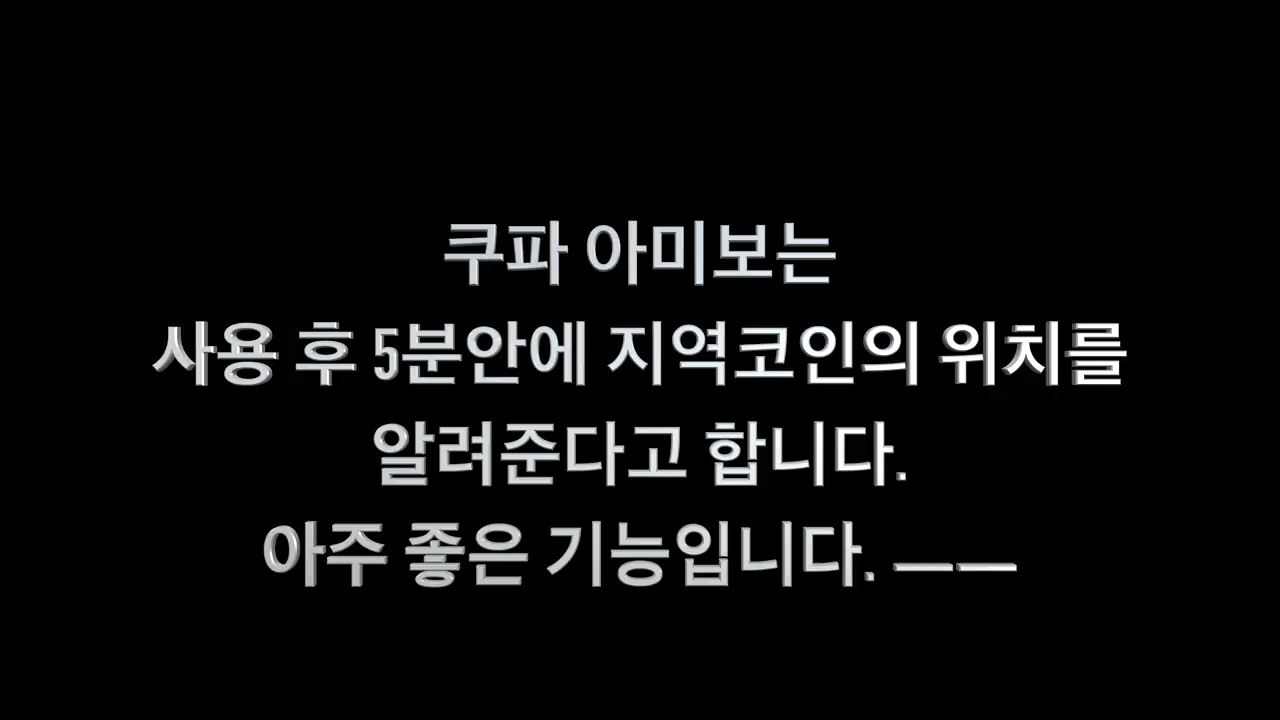 쿠파 아미보는
사용 후 5분안에 지역코인의 위치를
알려준다고 합니다.
아주 좋은 기능입니다. ㅡㅡ